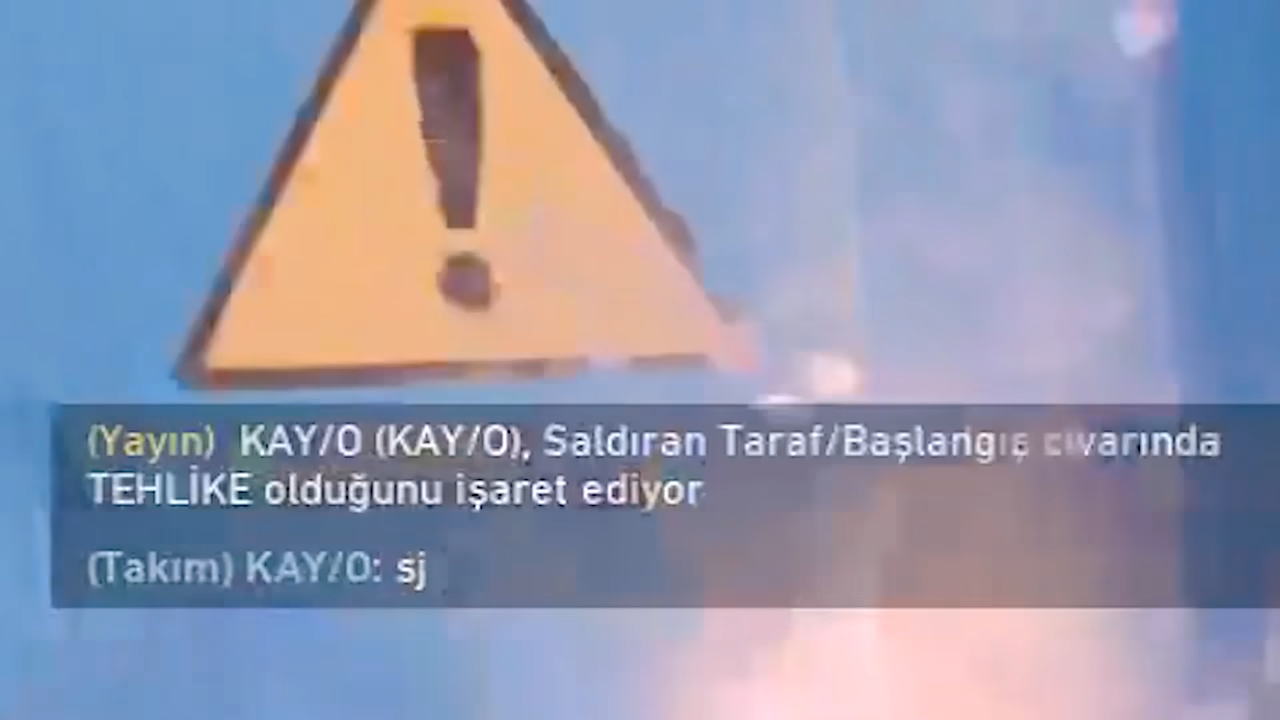 (Yayın) KAY/O (KAY/O), Saldıran Taraf/Başlangıç civarında
TEHLİKE olduğunu işaret ediyor
(Takım) KAY/O: sj